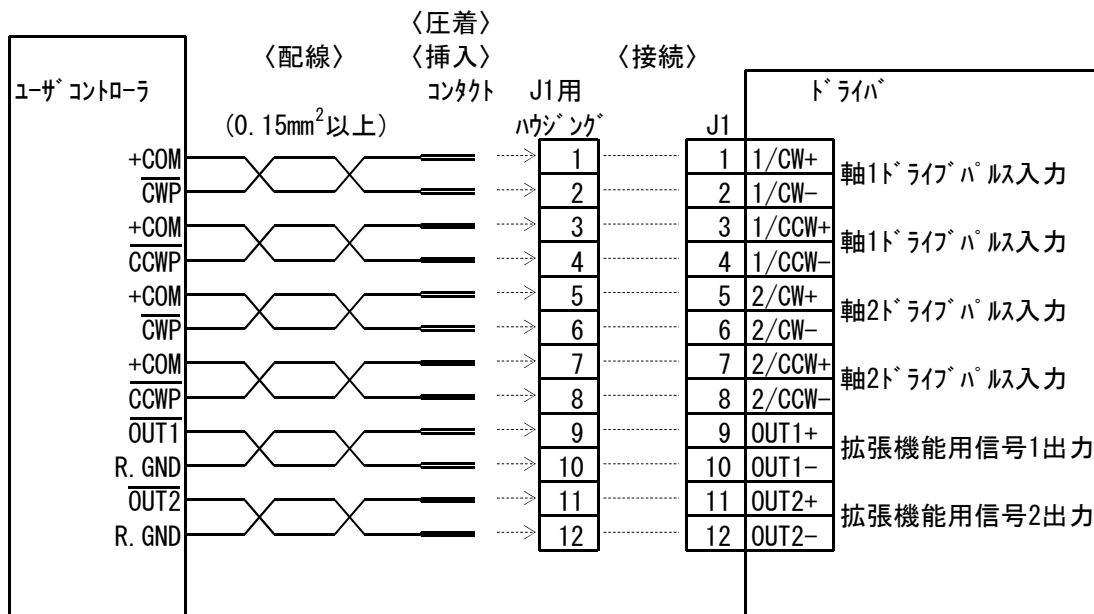 〈圧着〉
〈配線〉 〈挿入〉 〈接続〉
ﾕｰｻﾞｺﾝﾄﾛｰﾗ ｺﾝﾀｸﾄ J1用 ﾄﾞﾗｲﾊﾞ
(0.15mm²以上) ﾊｳｼﾞﾝｸﾞ J1
+COM 1 1 1/CW+
軸1ﾄﾞﾗｲﾌﾞﾊﾟﾙｽ入力
CWP 2 2 1/CW-
+COM 3 3 1/CCW+
軸1ﾄﾞﾗｲﾌﾞﾊﾟﾙｽ入力
CCWP 4 4 1/CCW-
+COM 5 5 2/CW+
軸2ﾄﾞﾗｲﾌﾞﾊﾟﾙｽ入力
CWP 6 6 2/CW-
+COM 7 7 2/CCW+
軸2ﾄﾞﾗｲﾌﾞﾊﾟﾙｽ入力
CCWP 8 8 2/CCW-
OUT1 9 9 OUT1+
拡張機能用信号1出力
R.GND 10 10 OUT1-
OUT2 11 11 OUT2+
拡張機能用信号2出力
R.GND 12 12 OUT2-